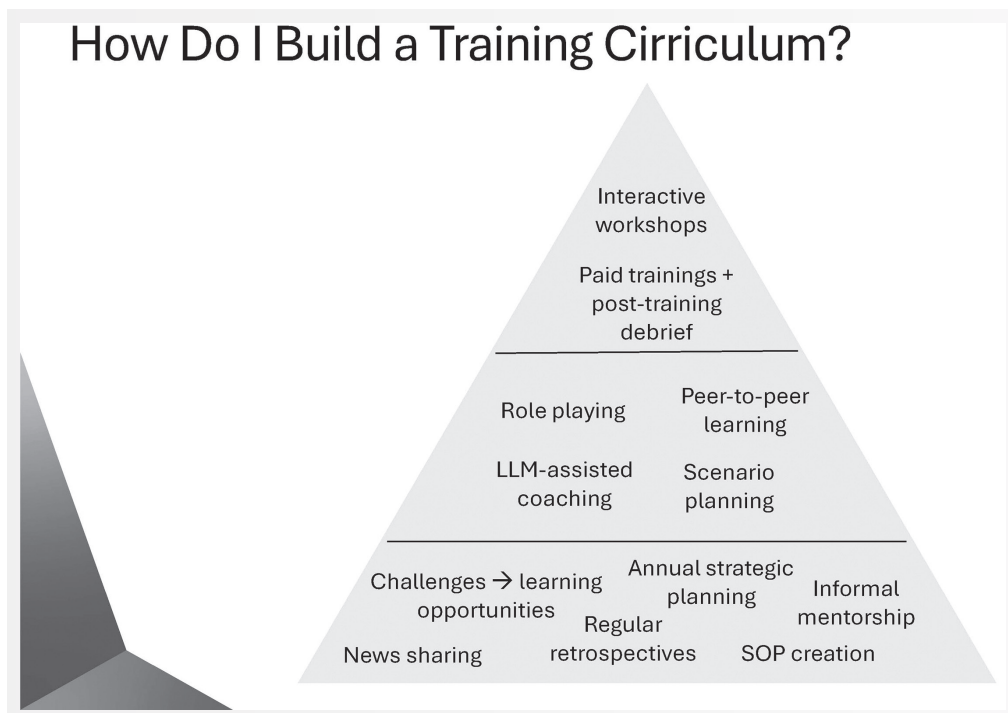 How Do I Build a Training Cirriculum?
Interactive
workshops
Paid trainings +
post-training
debrief
Role playing
Peer-to-peer
learning
LLM-assisted
coaching
Scenario
planning
Challenges → learning
opportunities
Annual strategic
planning
Informal
mentorship
Regular
retrospectives
News sharing
SOP creation